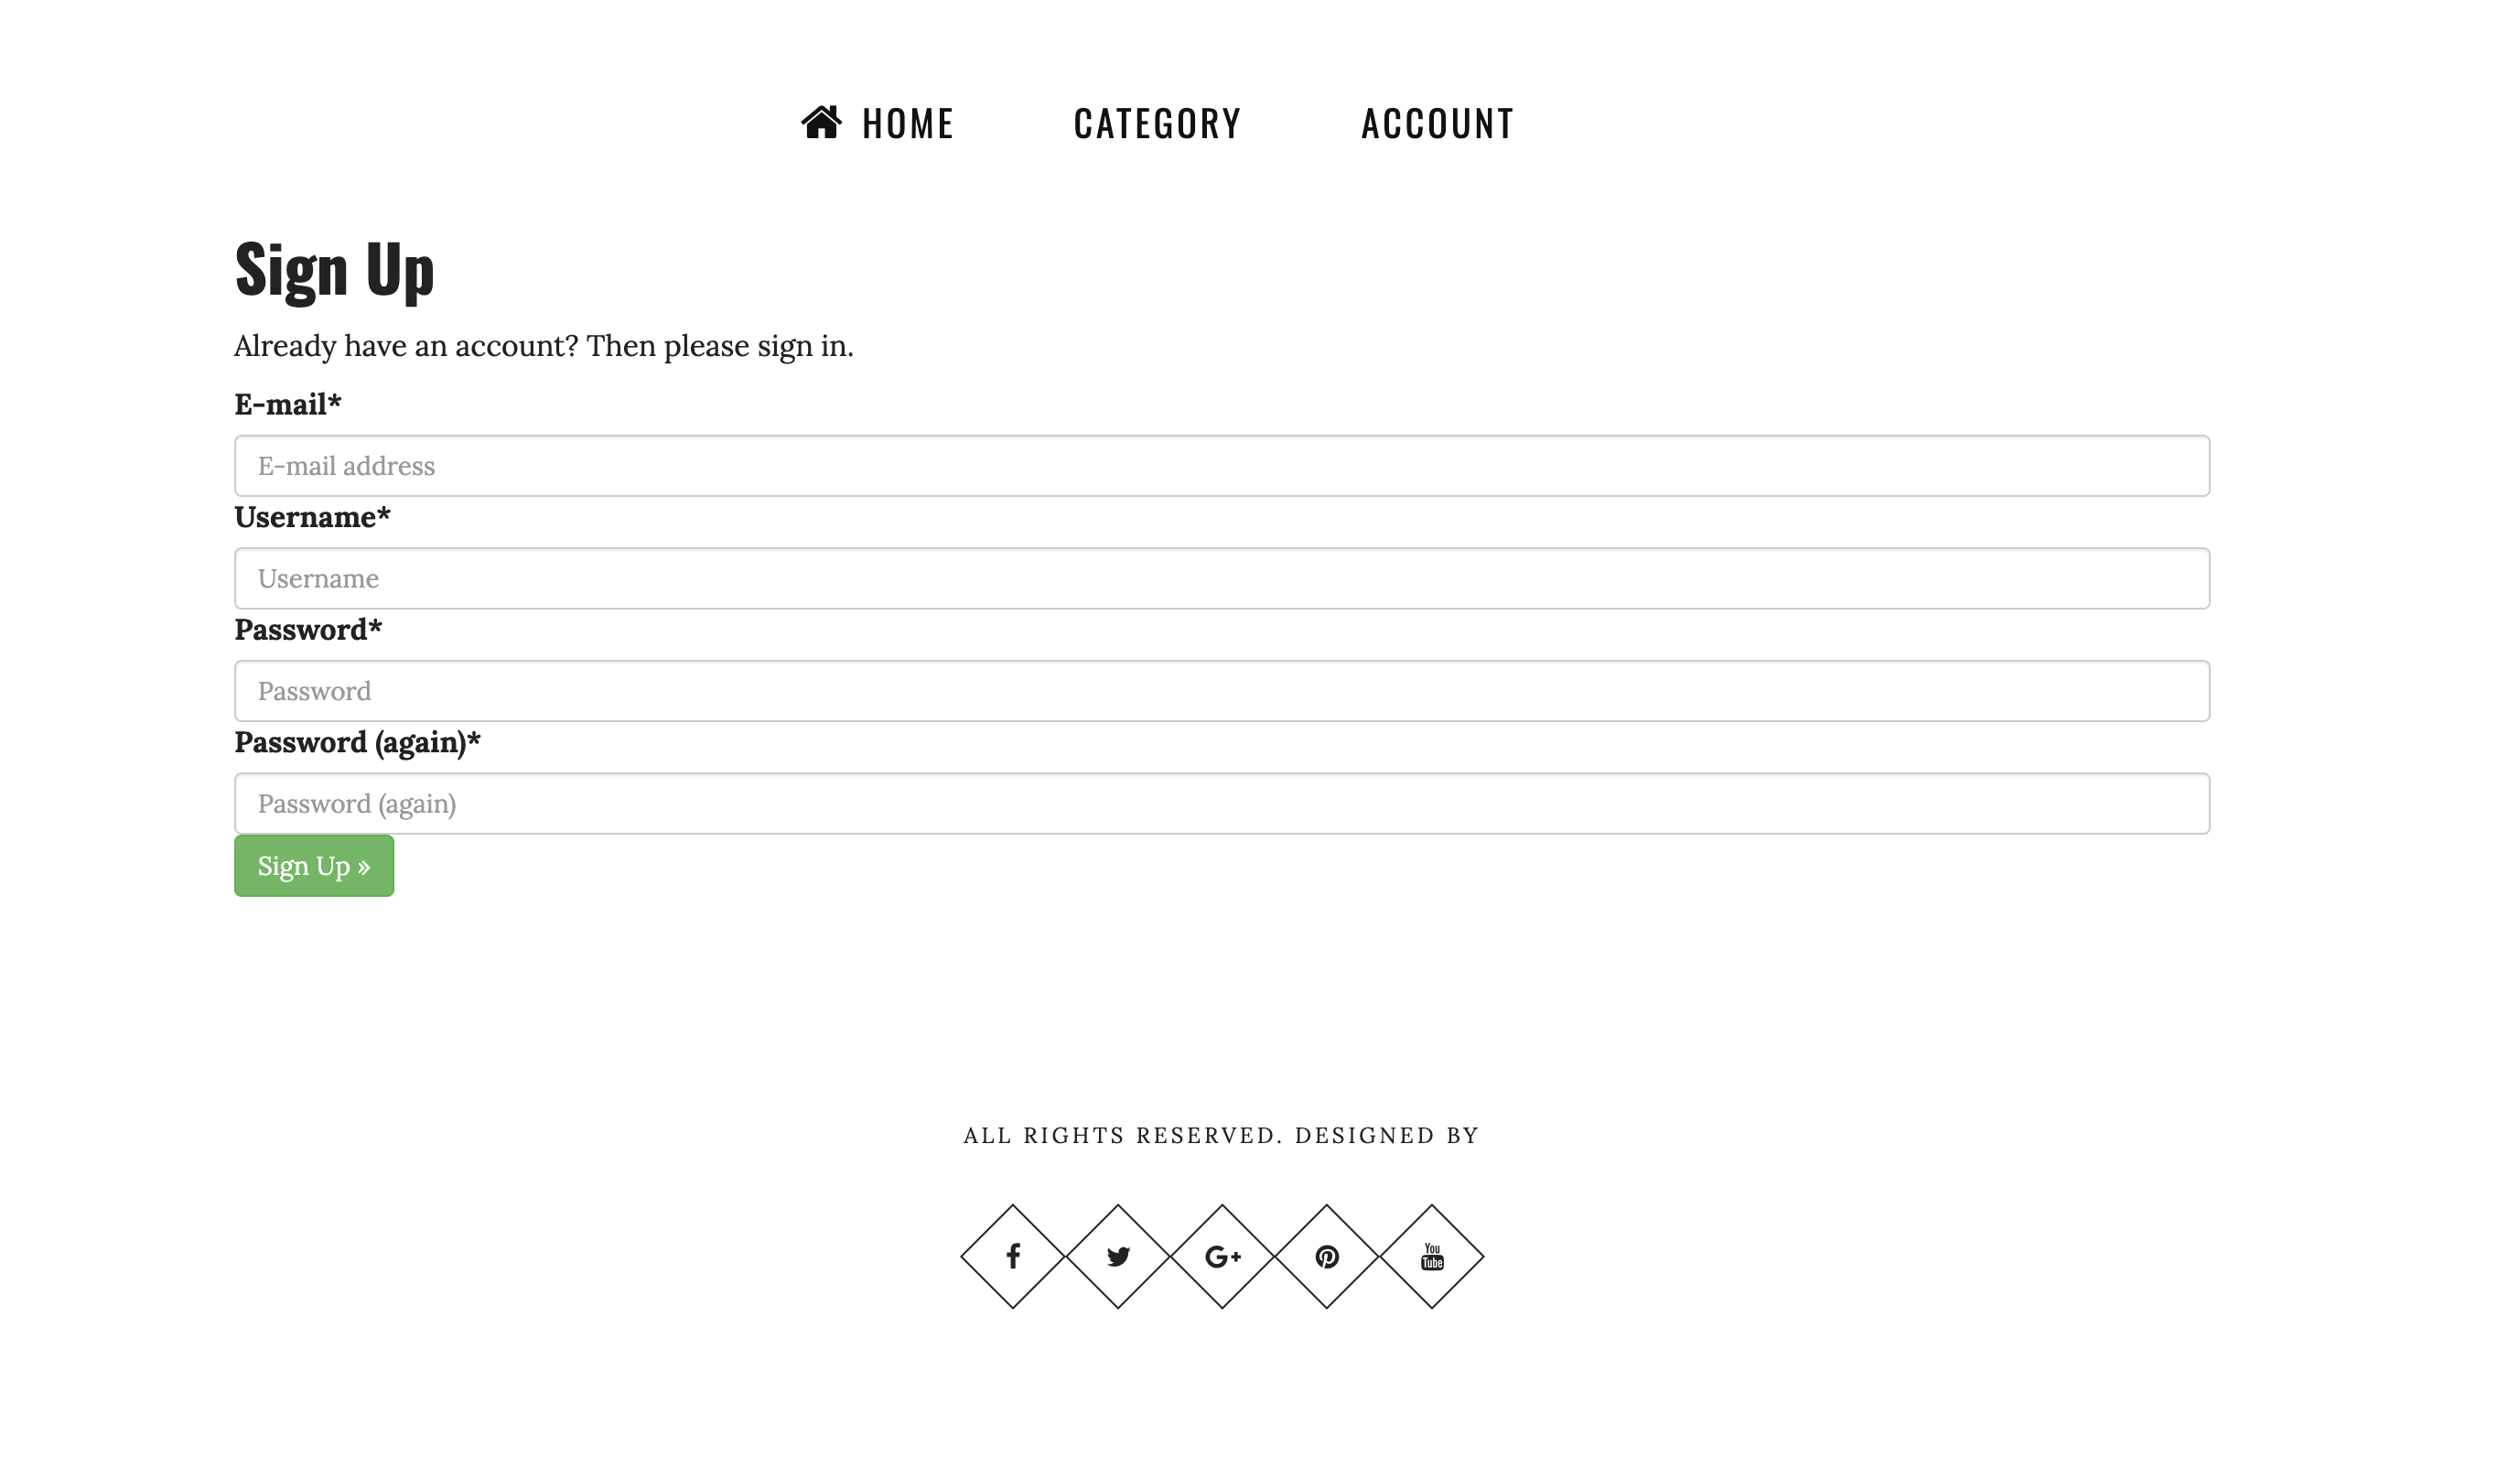 HOME CATEGORY ACCOUNT
Sign Up
Already have an account? Then please sign in.
E-mail*
E-mail address
Username*
Username
Password*
Password
Password (again)*
Password (again)
Sign Up »
ALL RIGHTS RESERVED. DESIGNED BY
f G+ You Tube